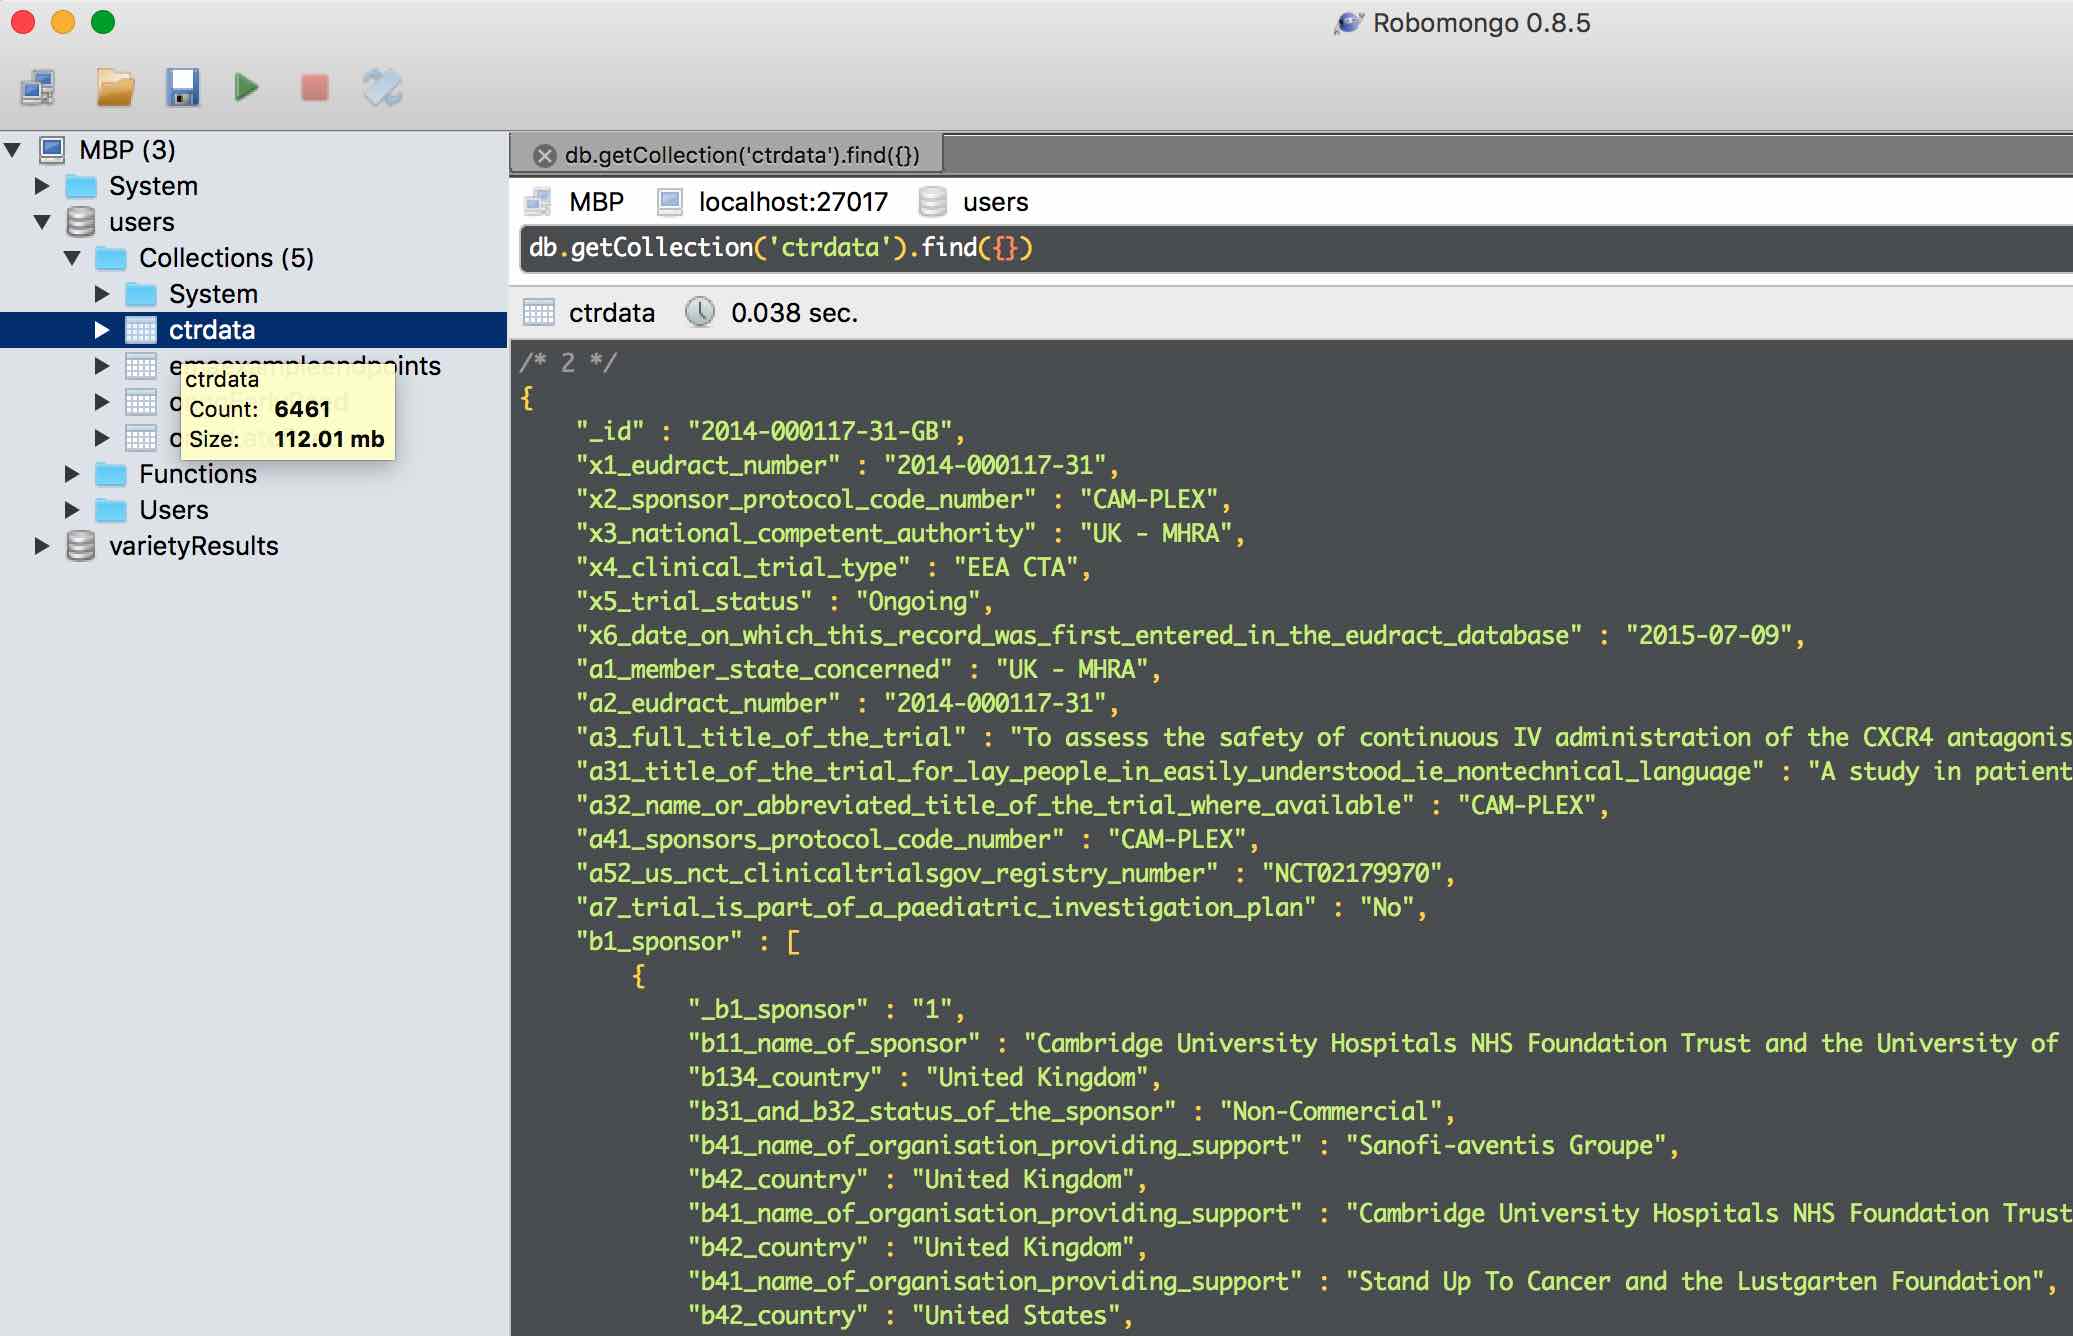 Robomongo 0.8.5
MBP (3)
System
users
Collections (5)
System
ctrdata
ctrdata
Count: 6461
Size: 112.01 mb
Functions
Users
varietyResults
db.getCollection('ctrdata').find({})
MBP localhost:27017 users
db.getCollection('ctrdata').find({})
ctrdata 0.038 sec.
/* 2 */
{
"_id" : "2014-000117-31-GB",
"x1_eudract_number" : "2014-000117-31",
"x2_sponsor_protocol_code_number" : "CAM-PLEX",
"x3_national_competent_authority" : "UK - MHRA",
"x4_clinical_trial_type" : "EEA CTA",
"x5_trial_status" : "Ongoing",
"x6_date_on_which_this_record_was_first_entered_in_the_eudract_database" : "2015-07-09",
"a1_member_state_concerned" : "UK - MHRA",
"a2_eudract_number" : "2014-000117-31",
"a3_full_title_of_the_trial" : "To assess the safety of continuous IV administration of the CXCR4 antagonis
"a31_title_of_the_trial_for_lay_people_in_easily_understood_ie_nontechnical_language" : "A study in patient
"a32_name_or_abbreviated_title_of_the_trial_where_available" : "CAM-PLEX",
"a41_sponsors_protocol_code_number" : "CAM-PLEX",
"a52_us_nct_clinicaltrialsgov_registry_number" : "NCT02179970",
"a7_trial_is_part_of_a_paediatric_investigation_plan" : "No",
"b1_sponsor" : [
{
"_b1_sponsor" : "1",
"b11_name_of_sponsor" : "Cambridge University Hospitals NHS Foundation Trust and the University of
"b134_country" : "United Kingdom",
"b31_and_b32_status_of_the_sponsor" : "Non-Commercial",
"b41_name_of_organisation_providing_support" : "Sanofi-aventis Groupe",
"b42_country" : "United Kingdom",
"b41_name_of_organisation_providing_support" : "Cambridge University Hospitals NHS Foundation Trust
"b42_country" : "United Kingdom",
"b41_name_of_organisation_providing_support" : "Stand Up To Cancer and the Lustgarten Foundation",
"b42_country" : "United States",